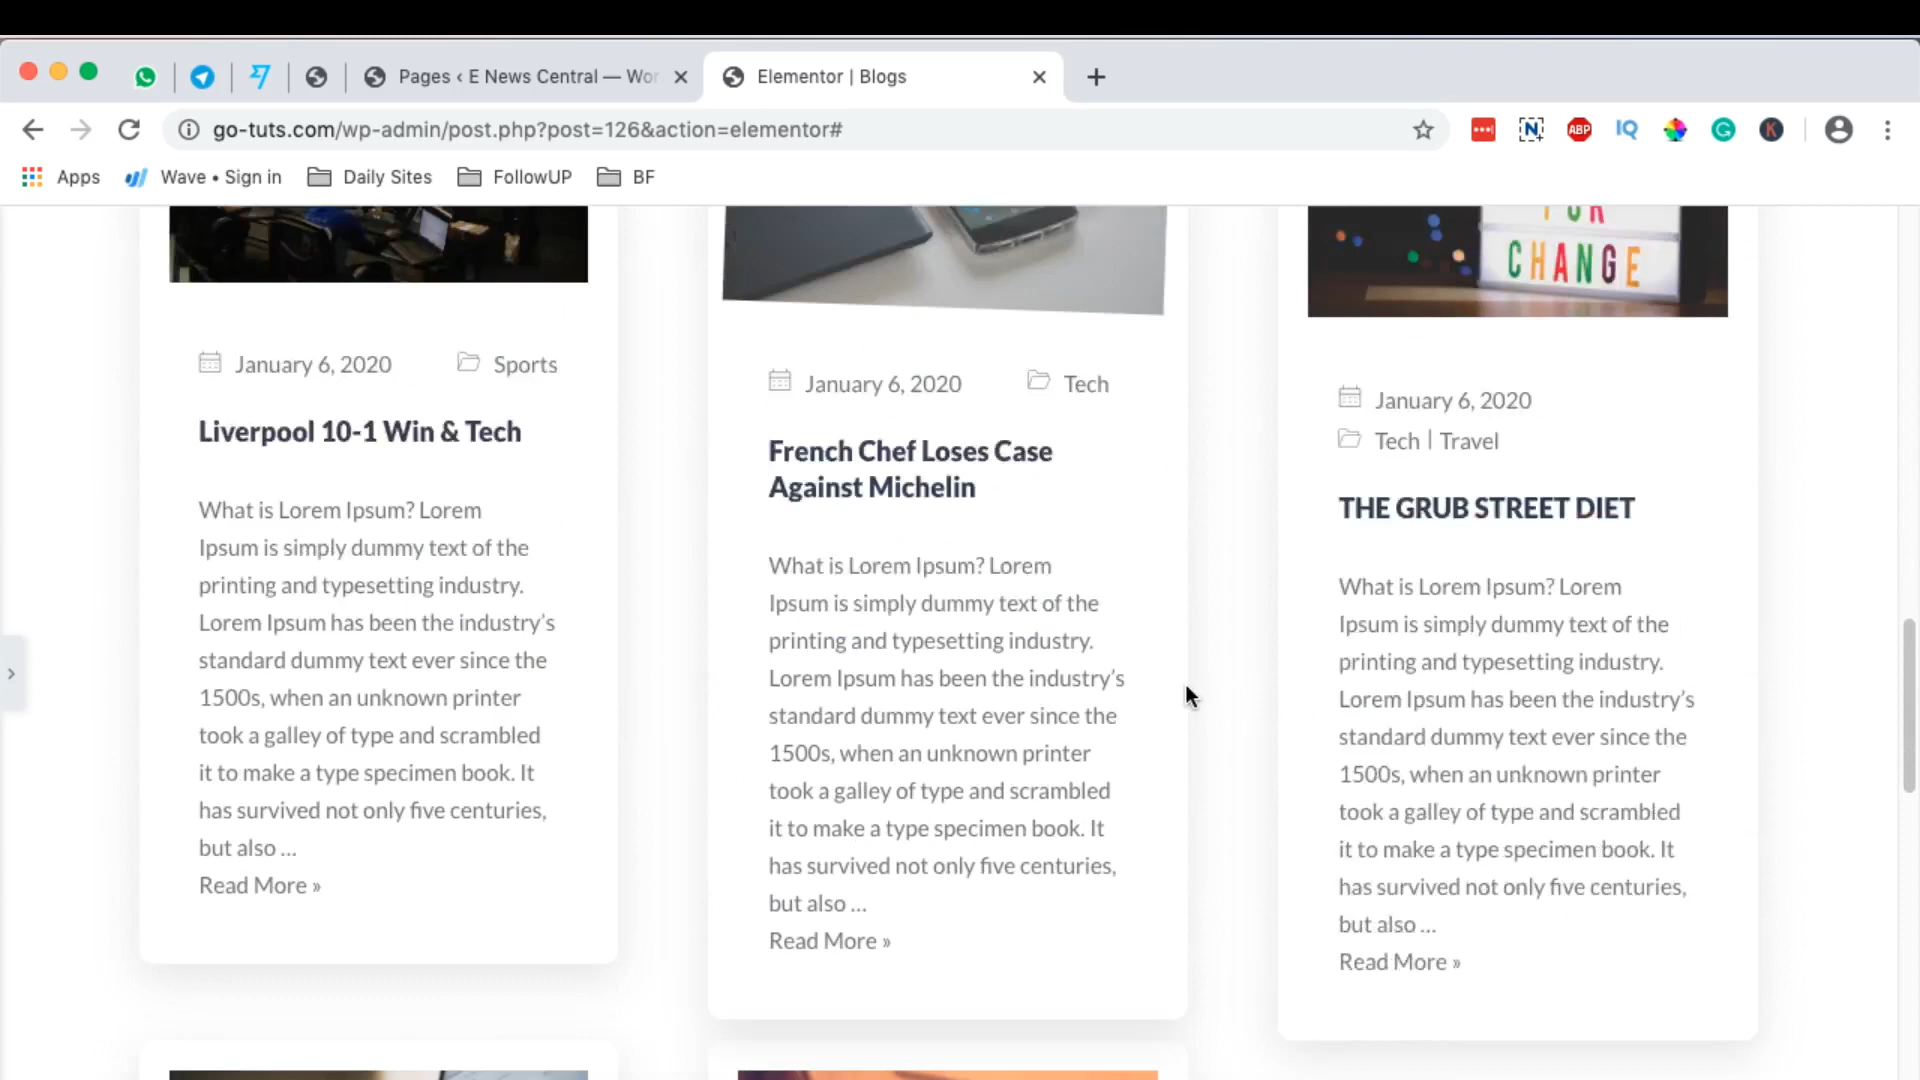 Pages ‹ E News Central — Wor
Elementor | Blogs
go-tuts.com/wp-admin/post.php?post=126&action=elementor#
ABP
IQ
K
Apps
Wave • Sign in
Daily Sites
FollowUP
BF
FOR
CHANGE
January 6, 2020
Sports
Liverpool 10-1 Win & Tech
What is Lorem Ipsum? Lorem
Ipsum is simply dummy text of the
printing and typesetting industry.
Lorem Ipsum has been the industry’s
standard dummy text ever since the
1500s, when an unknown printer
took a galley of type and scrambled
it to make a type specimen book. It
has survived not only five centuries,
but also …
Read More »
January 6, 2020
Tech
French Chef Loses Case
Against Michelin
What is Lorem Ipsum? Lorem
Ipsum is simply dummy text of the
printing and typesetting industry.
Lorem Ipsum has been the industry’s
standard dummy text ever since the
1500s, when an unknown printer
took a galley of type and scrambled
it to make a type specimen book. It
has survived not only five centuries,
but also …
Read More »
January 6, 2020
Tech | Travel
THE GRUB STREET DIET
What is Lorem Ipsum? Lorem
Ipsum is simply dummy text of the
printing and typesetting industry.
Lorem Ipsum has been the industry’s
standard dummy text ever since the
1500s, when an unknown printer
took a galley of type and scrambled
it to make a type specimen book. It
has survived not only five centuries,
but also …
Read More »